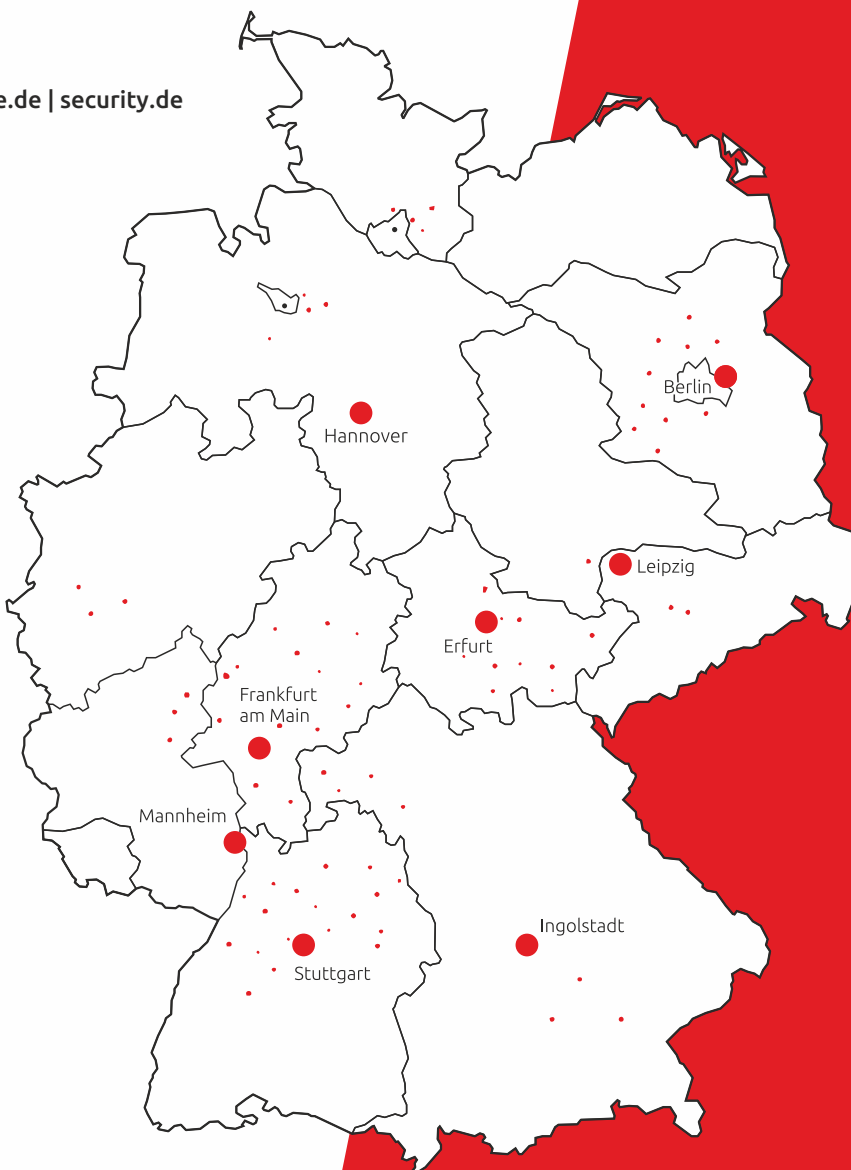 e.de | security.de
Berlin
Hannover
Leipzig
Erfurt
Frankfurt
am Main
Mannheim
Ingolstadt
Stuttgart